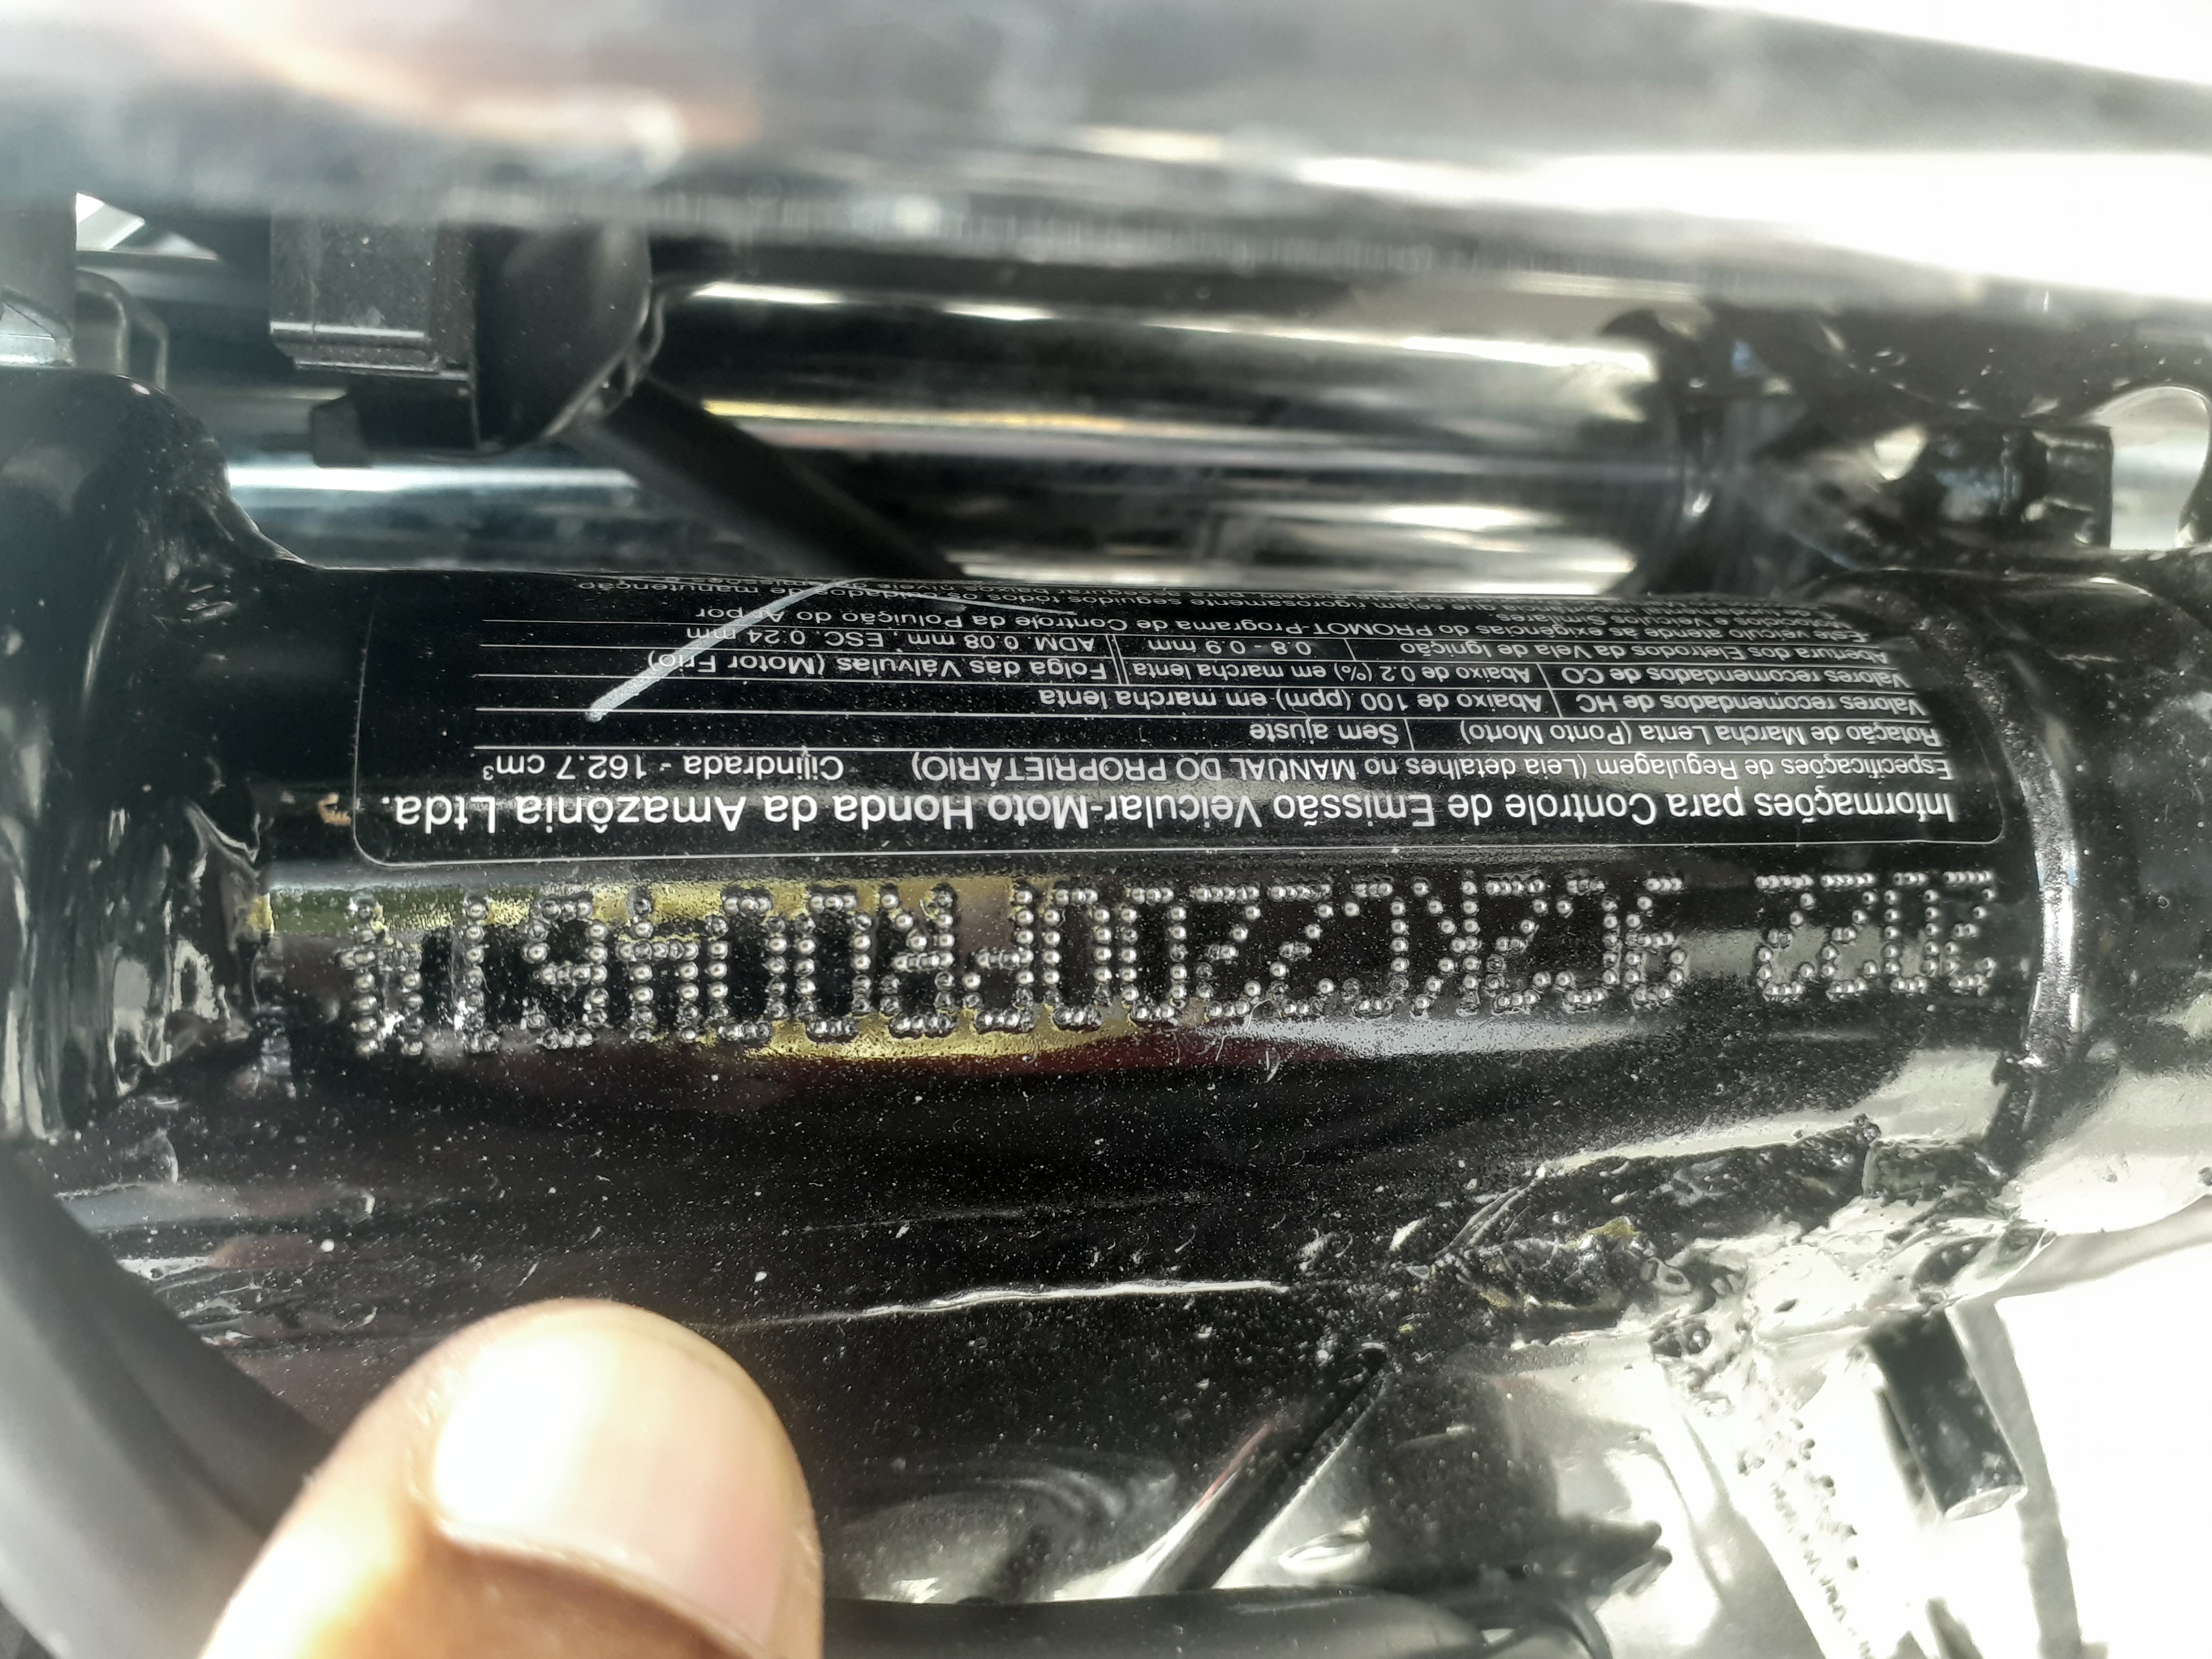 2022
Informações para Controle de Emissão Veicular-Moto Honda da Amazônia Ltda.
Especificações de Regulagem (Leia detalhes no MANUAL DO PROPRIETÁRIO) Cilindrada - 162.7 cm³
Rotação de Marcha Lenta (Ponto Morto) Sem ajuste
Valores recomendados de HC Abaixo de 100 (ppm) em marcha lenta
Valores recomendados de CO Abaixo de 0.2 (%) em marcha lenta Folga das Válvulas (Motor Frio)
Abertura dos Eletrodos da Vela de Ignição 0.8 - 0.9 mm ADM. 0.08 mm, ESC. 0.24 mm
Este veículo atende às exigências do PROMOT-Programa de Controle da Poluição do Ar por